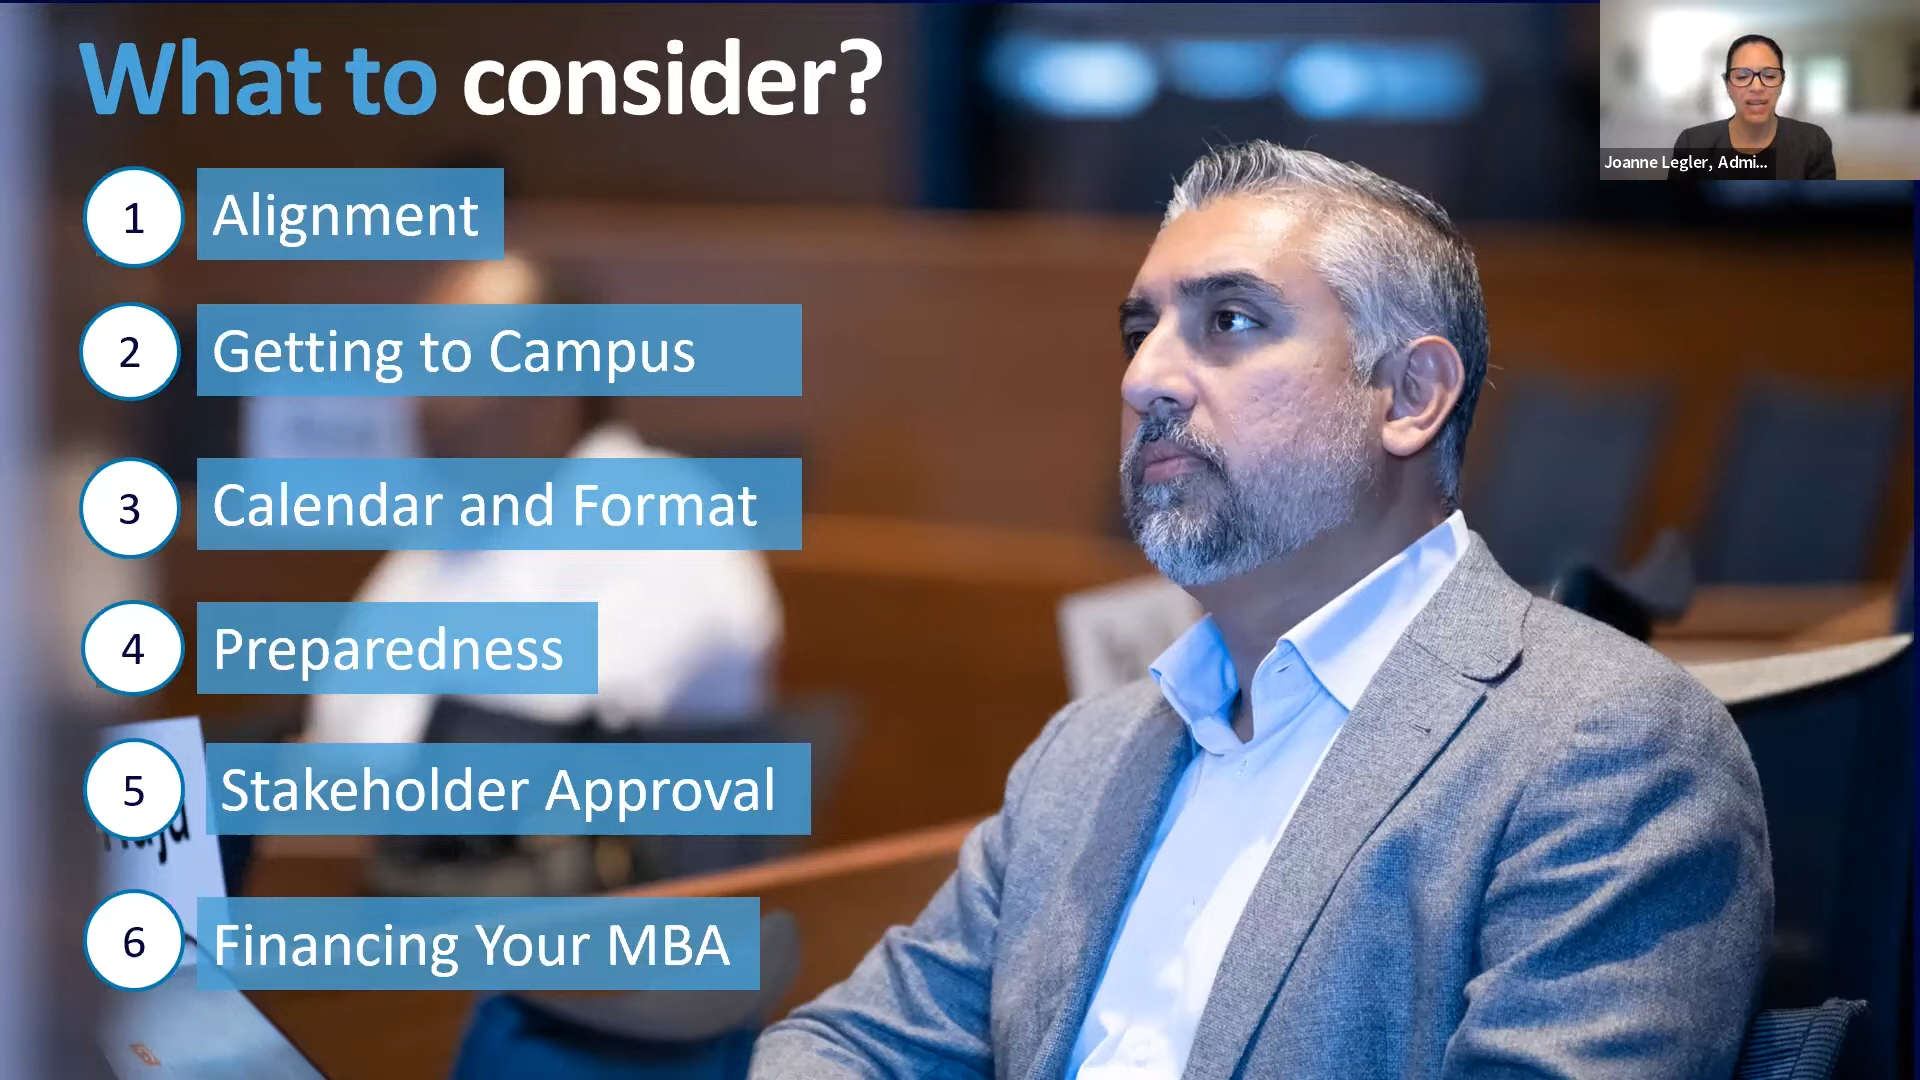 What to consider?
Joanne Legler, Admi...
1 Alignment
2 Getting to Campus
3 Calendar and Format
4 Preparedness
5 Stakeholder Approval
6 Financing Your MBA